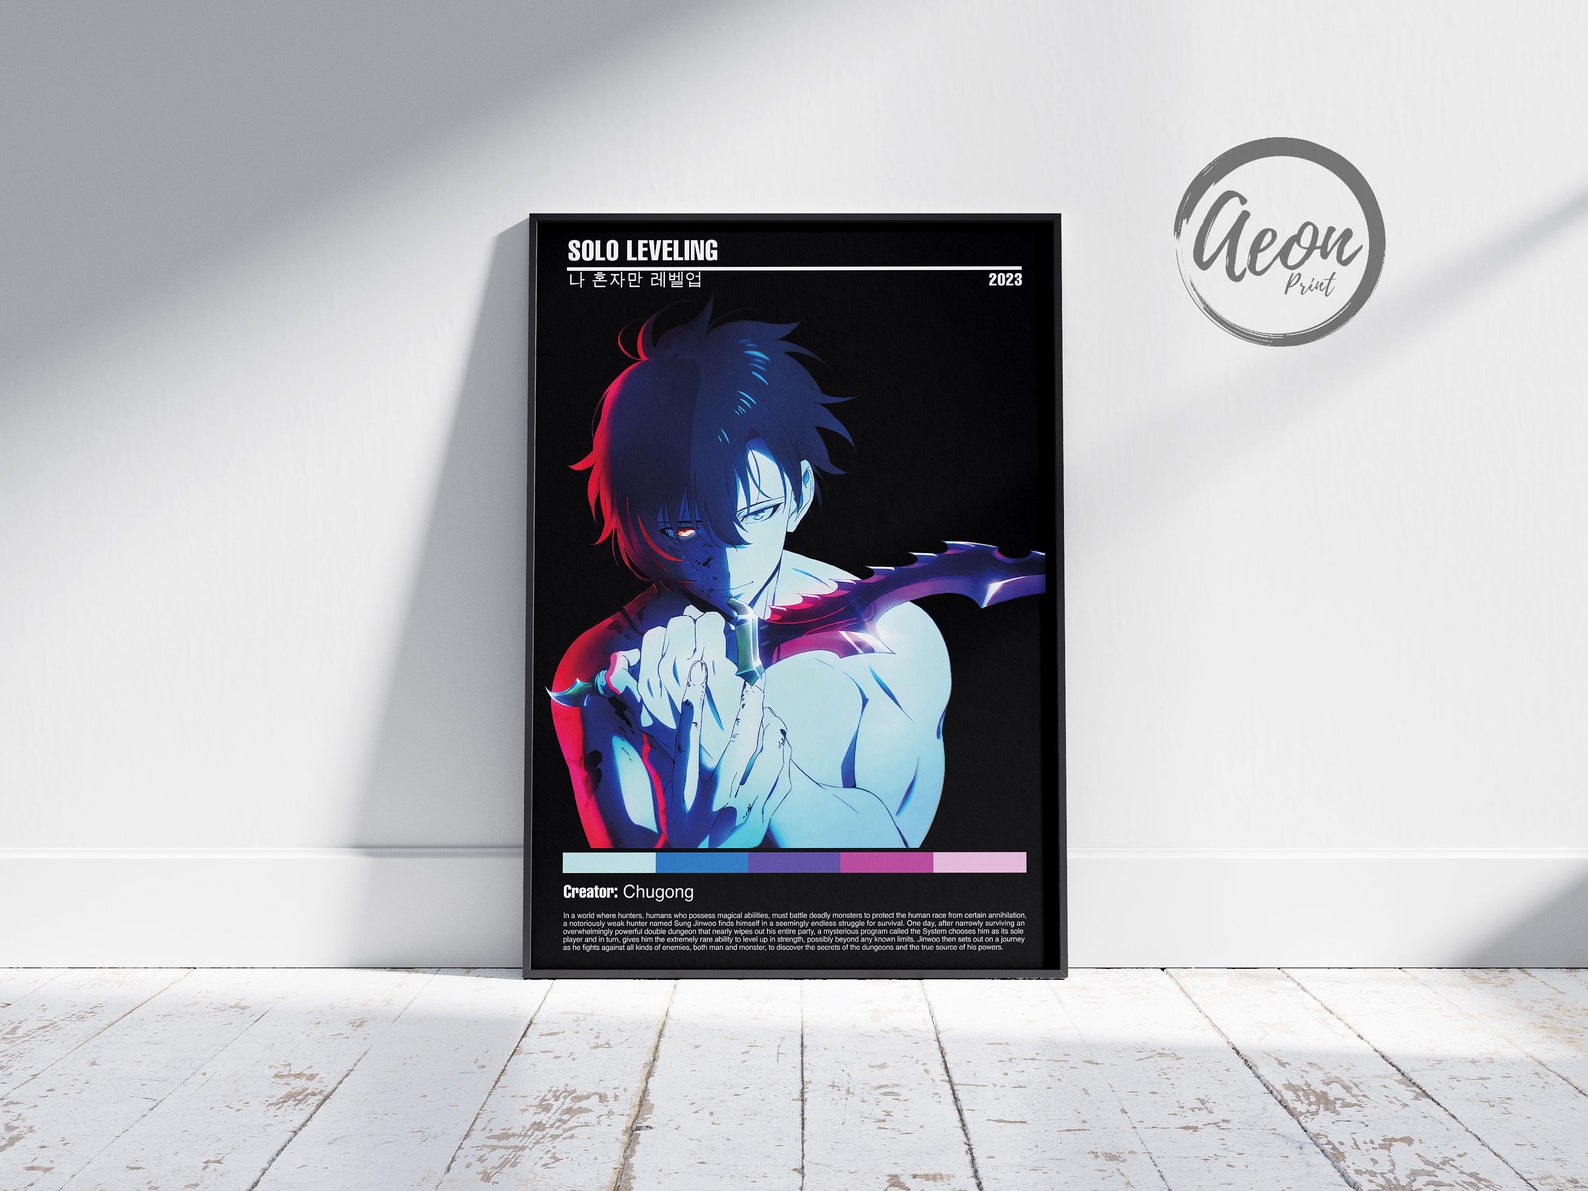 SOLO LEVELING
나 혼자만 레벨업
2023
Aeon
Print
Creator: Chugong
In a world where hunters, humans who possess magical abilities, must battle deadly monsters to protect the human race from certain annihilation,
a notoriously weak hunter named Sung Jinwoo finds himself in a seemingly endless struggle for survival. One day, after narrowly surviving an
overwhelmingly powerful double dungeon that nearly wipes out his entire party, a mysterious program called the System chooses him as its sole
player and in turn, gives him the extremely rare ability to level up in strength, possibly beyond any known limits. Jinwoo then sets out on a journey
as he fights against all kinds of enemies, both man and monster, to discover the secrets of the dungeons and the true source of his powers.